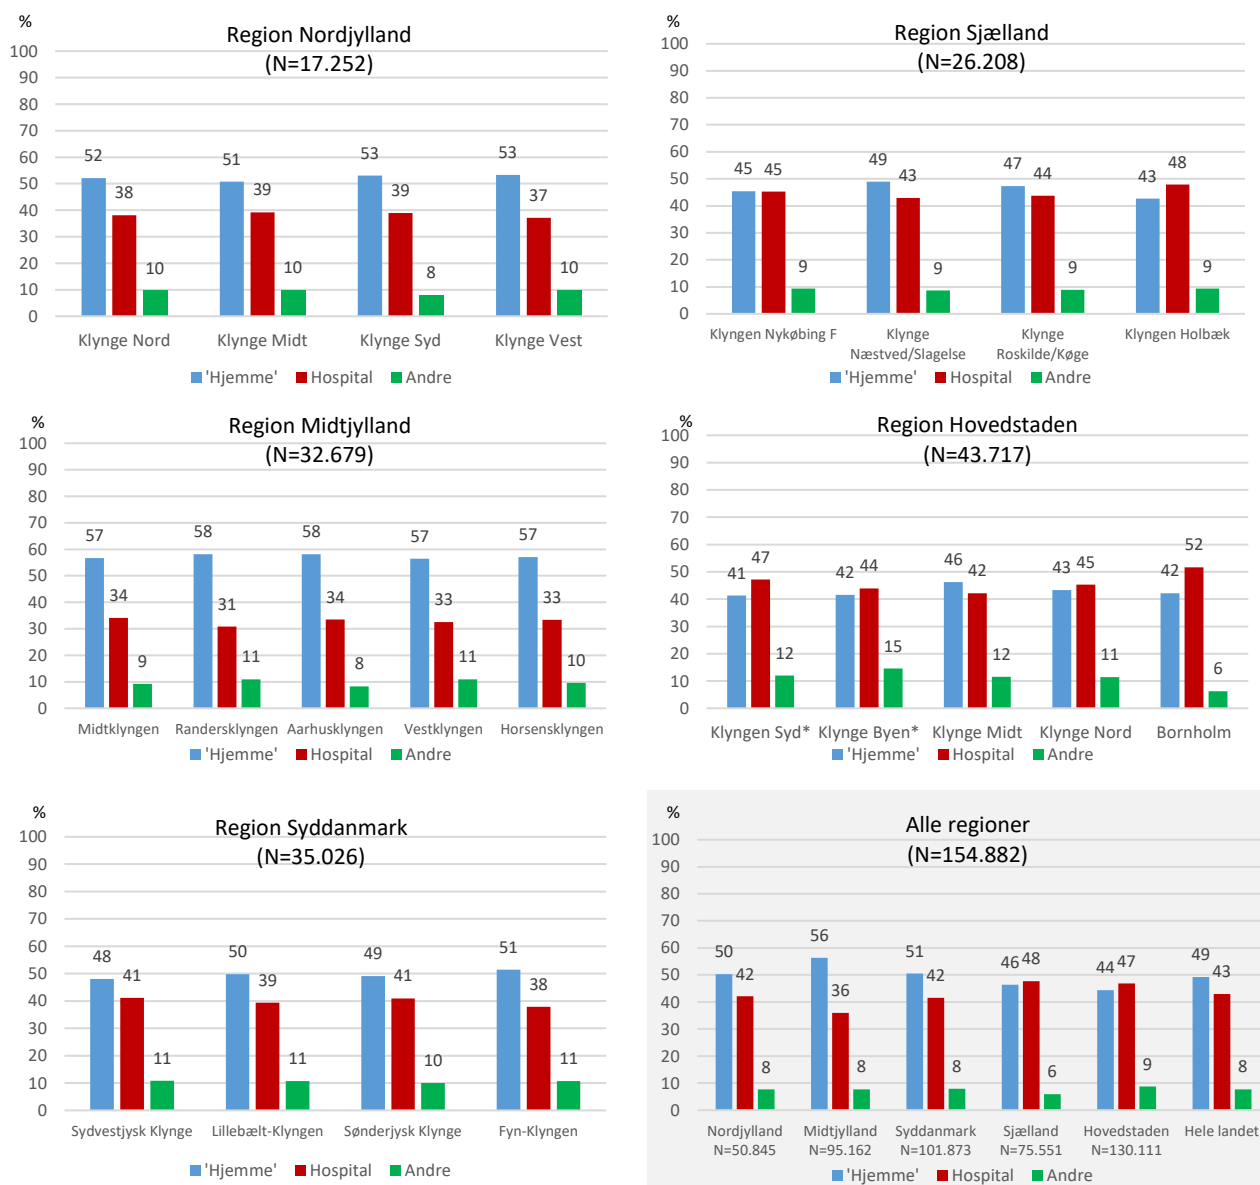 %
Region Nordjylland
(N=17.252)
100
90
80
70
60
50
40
30
20
10
0
52
38
10
51
39
10
53
39
8
53
37
10
Klynge Nord
Klynge Midt
Klynge Syd
Klynge Vest
'Hjemme'
Hospital
Andre
%
Region Sjælland
(N=26.208)
100
90
80
70
60
50
40
30
20
10
0
45
45
9
49
43
9
47
44
9
43
48
9
Klyngen Nykøbing F
Klynge
Næstved/Slagelse
Klynge
Roskilde/Køge
Klyngen Holbæk
'Hjemme'
Hospital
Andre
%
Region Midtjylland
(N=32.679)
100
90
80
70
60
50
40
30
20
10
0
57
34
9
58
31
11
58
34
8
57
33
11
57
33
10
Midtklyngen
Randersklyngen
Aarhusklyngen
Vestklyngen
Horsensklyngen
'Hjemme'
Hospital
Andre
%
Region Hovedstaden
(N=43.717)
100
90
80
70
60
50
40
30
20
10
0
41
47
12
42
44
15
46
42
12
43
45
11
42
52
6
Klyngen Syd*
Klynge Byen*
Klynge Midt
Klynge Nord
Bornholm
'Hjemme'
Hospital
Andre
%
Region Syddanmark
(N=35.026)
100
90
80
70
60
50
40
30
20
10
0
48
41
11
50
39
11
49
41
10
51
38
11
Sydvestjysk Klynge
Lillebælt-Klyngen
Sønderjysk Klynge
Fyn-Klyngen
'Hjemme'
Hospital
Andre
%
Alle regioner
(N=154.882)
100
90
80
70
60
50
40
30
20
10
0
50
42
8
56
36
8
51
42
8
46
48
6
44
47
9
49
43
8
Nordjylland
N=50.845
Midtjylland
N=95.162
Syddanmark
N=101.873
Sjælland
N=75.551
Hovedstaden
N=130.111
Hele landet
'Hjemme'
Hospital
Andre